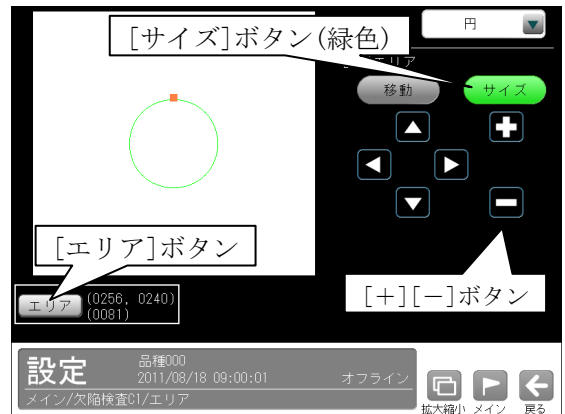 [サイズ]ボタン(緑色)
円
エリア
移動
サイズ
[エリア]ボタン
[＋][－]ボタン
エリア
(0256, 0240)
(0081)
設定
品種000
2011/08/18 09:00:01
オフライン
メイン/欠陥検査C1/エリア
拡大縮小
メイン
戻る